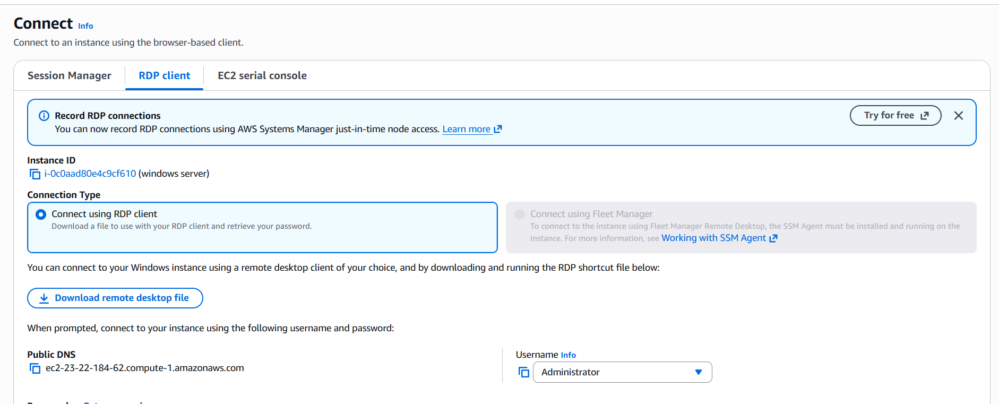 Connect Info
Connect to an instance using the browser-based client.
Session Manager
RDP client
EC2 serial console
Record RDP connections
You can now record RDP connections using AWS Systems Manager just-in-time node access. Learn more
Try for free
Instance ID
i-0c0aad80e4c9cf610 (windows server)
Connection Type
Connect using RDP client
Download a file to use with your RDP client and retrieve your password.
Connect using Fleet Manager
To connect to the instance using Fleet Manager Remote Desktop, the SSM Agent must be installed and running on the
instance. For more information, see Working with SSM Agent
You can connect to your Windows instance using a remote desktop client of your choice, and by downloading and running the RDP shortcut file below:
Download remote desktop file
When prompted, connect to your instance using the following username and password:
Public DNS
ec2-23-22-184-62.compute-1.amazonaws.com
Username Info
Administrator